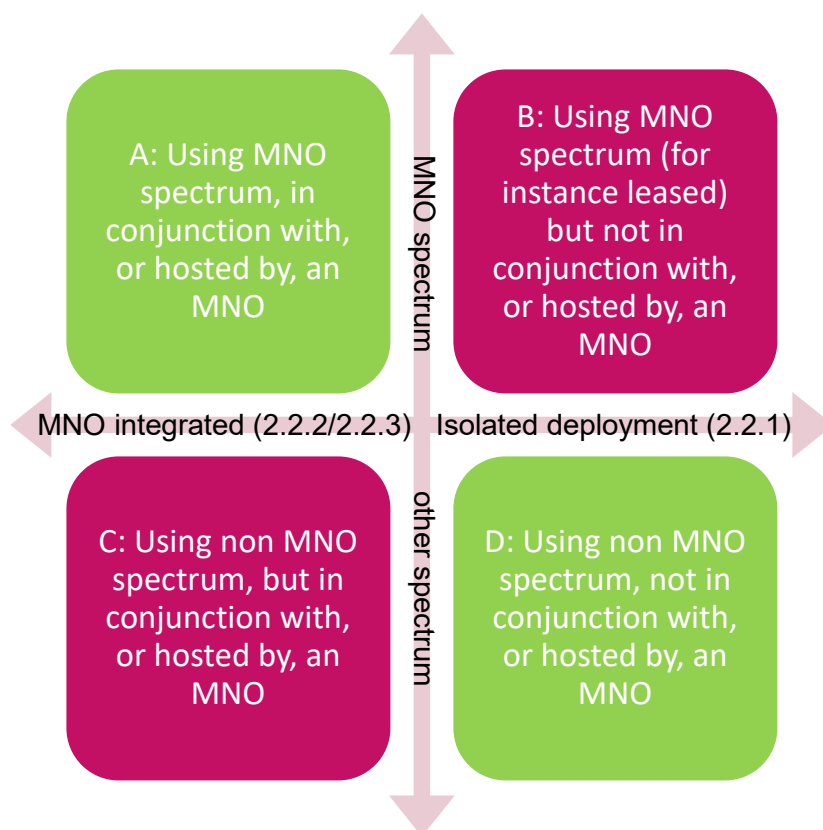 A: Using MNO
spectrum, in
conjunction with,
or hosted by, an
MNO
B: Using MNO
spectrum (for
instance leased)
but not in
conjunction with,
or hosted by, an
MNO
MNO spectrum
MNO integrated (2.2.2/2.2.3)
Isolated deployment (2.2.1)
other spectrum
C: Using non MNO
spectrum, but in
conjunction with,
or hosted by, an
MNO
D: Using non MNO
spectrum, not in
conjunction with,
or hosted by, an
MNO